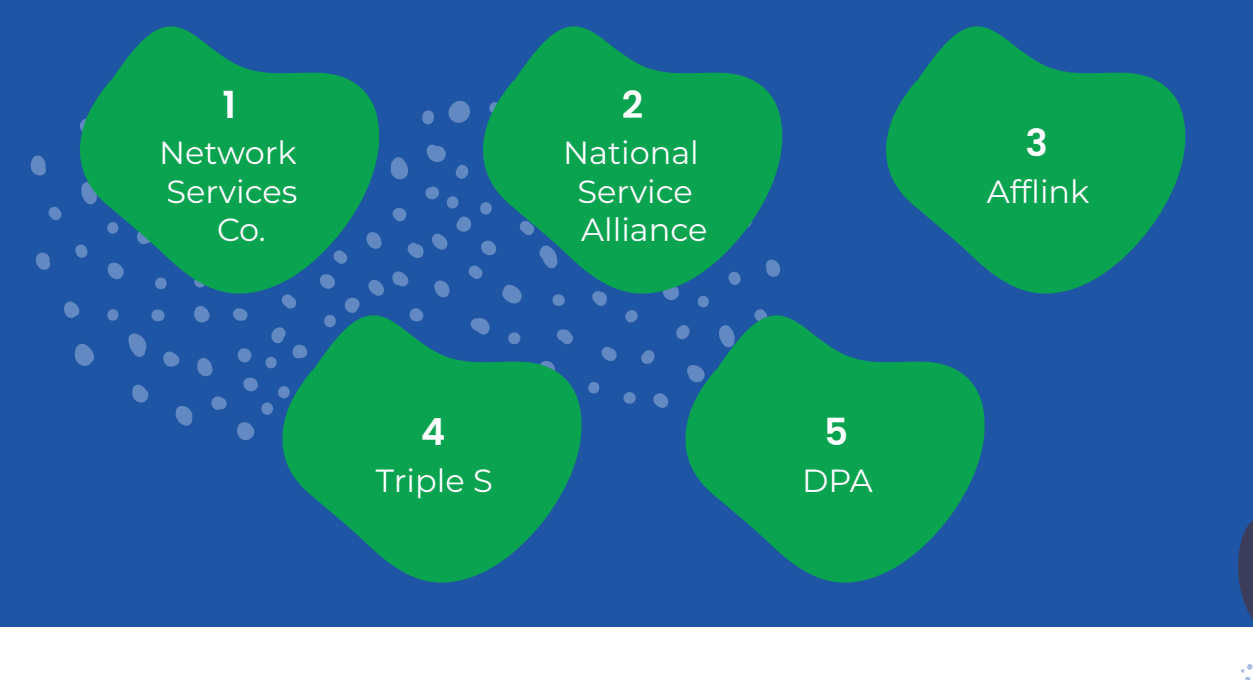 1
Network
Services
Co.
2
National
Service
Alliance
3
Afflink
4
Triple S
5
DPA